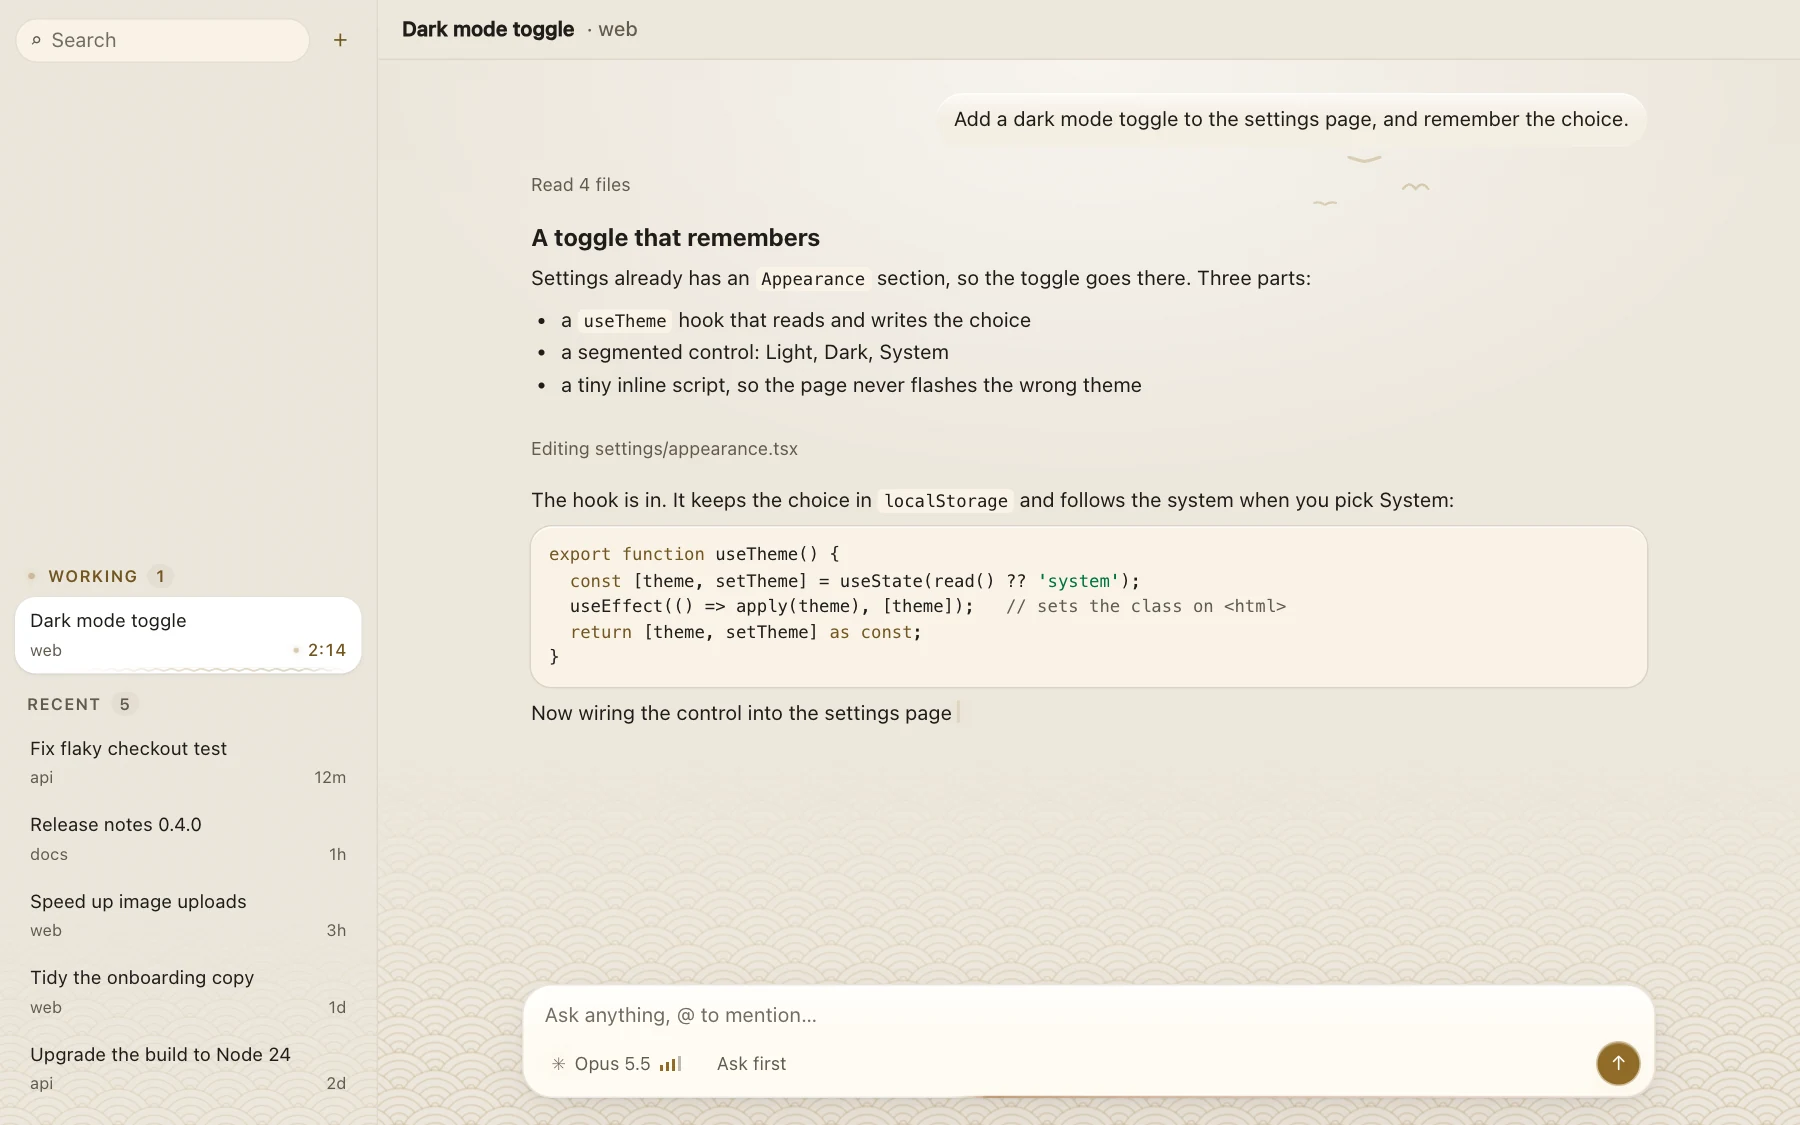 Search
+
WORKING 1
Dark mode toggle
web 2:14
RECENT 5
Fix flaky checkout test
api 12m
Release notes 0.4.0
docs 1h
Speed up image uploads
web 3h
Tidy the onboarding copy
web 1d
Upgrade the build to Node 24
api 2d
Dark mode toggle · web
Add a dark mode toggle to the settings page, and remember the choice.
Read 4 files
A toggle that remembers
Settings already has an Appearance section, so the toggle goes there. Three parts:
• a useTheme hook that reads and writes the choice
• a segmented control: Light, Dark, System
• a tiny inline script, so the page never flashes the wrong theme
Editing settings/appearance.tsx
The hook is in. It keeps the choice in localStorage and follows the system when you pick System:
export function useTheme() {
  const [theme, setTheme] = useState(read() ?? 'system');
  useEffect(() => apply(theme), [theme]);   // sets the class on <html>
  return [theme, setTheme] as const;
}
Now wiring the control into the settings page
Ask anything, @ to mention...
Opus 5.5 Ask first